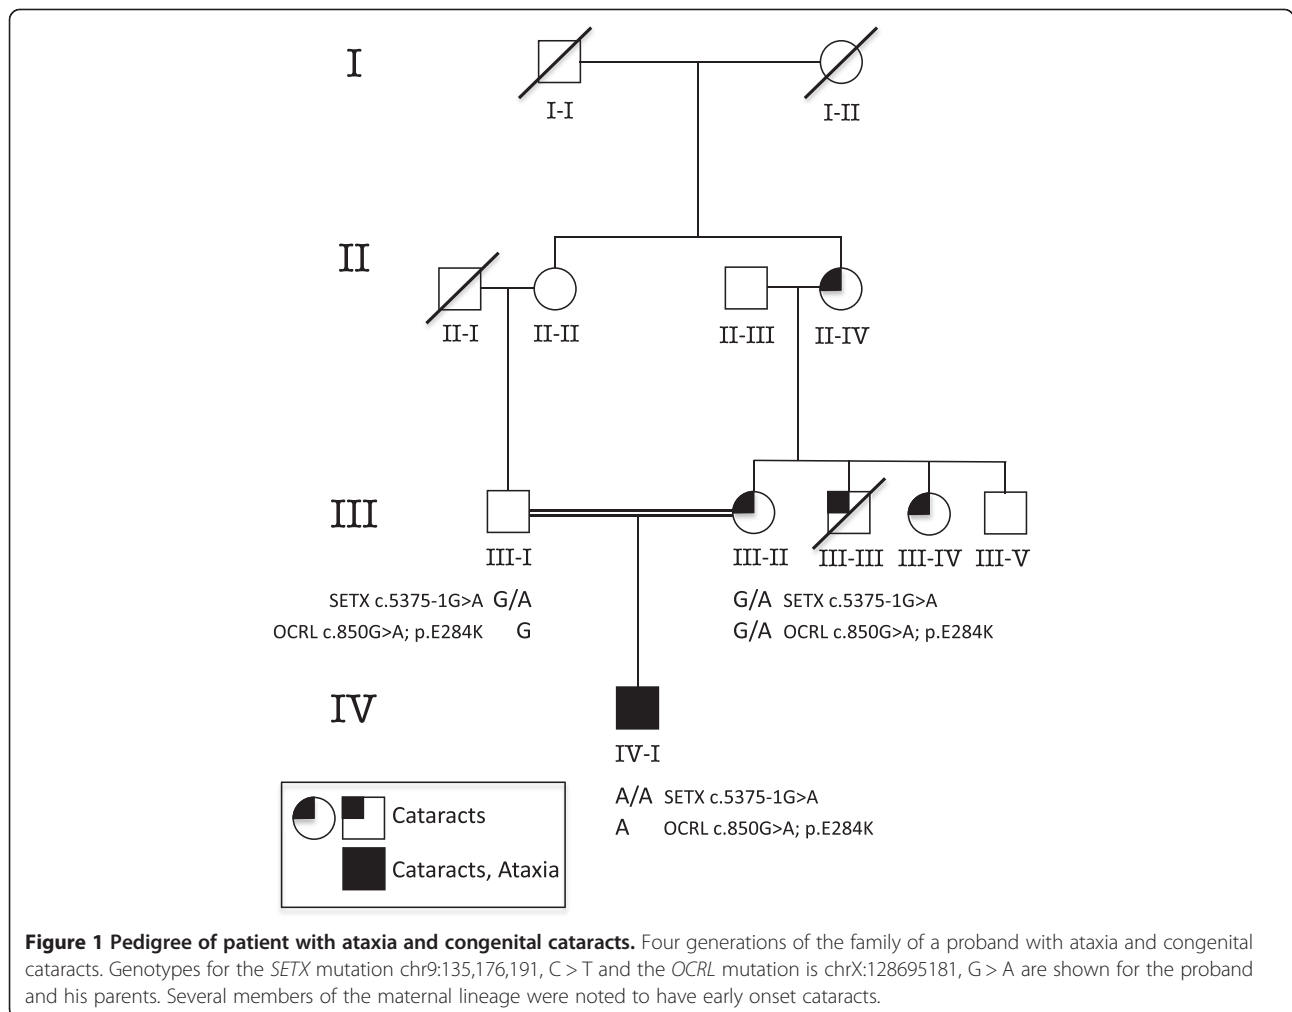 I
I-I
I-II
II
II-I
II-II
II-III
II-IV
III
III-I
III-II
III-III
III-IV
III-V
SETX c.5375-1G>A G/A
G/A SETX c.5375-1G>A
OCRL c.850G>A; p.E284K G
G/A OCRL c.850G>A; p.E284K
IV
IV-I
A/A SETX c.5375-1G>A
A OCRL c.850G>A; p.E284K
Cataracts
Cataracts, Ataxia
Figure 1 Pedigree of patient with ataxia and congenital cataracts. Four generations of the family of a proband with ataxia and congenital
cataracts. Genotypes for the SETX mutation chr9:135,176,191, C > T and the OCRL mutation is chrX:128695181, G > A are shown for the proband
and his parents. Several members of the maternal lineage were noted to have early onset cataracts.